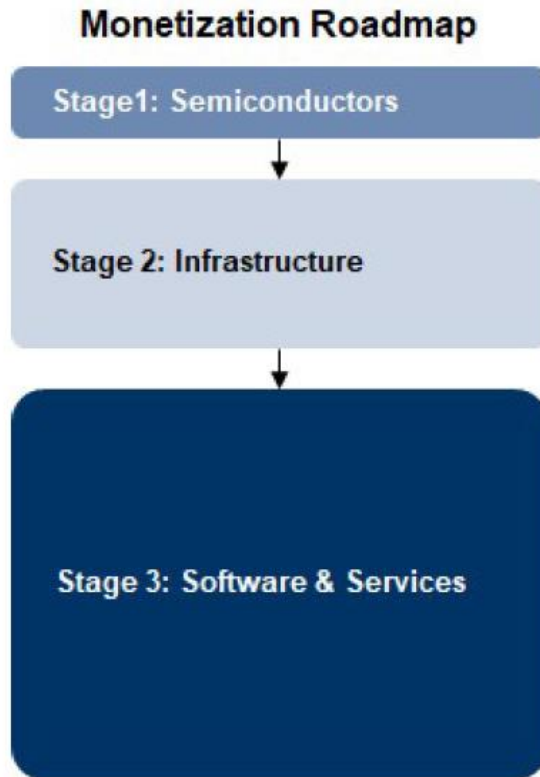 Monetization Roadmap
Stage1: Semiconductors
Stage 2: Infrastructure
Stage 3: Software & Services